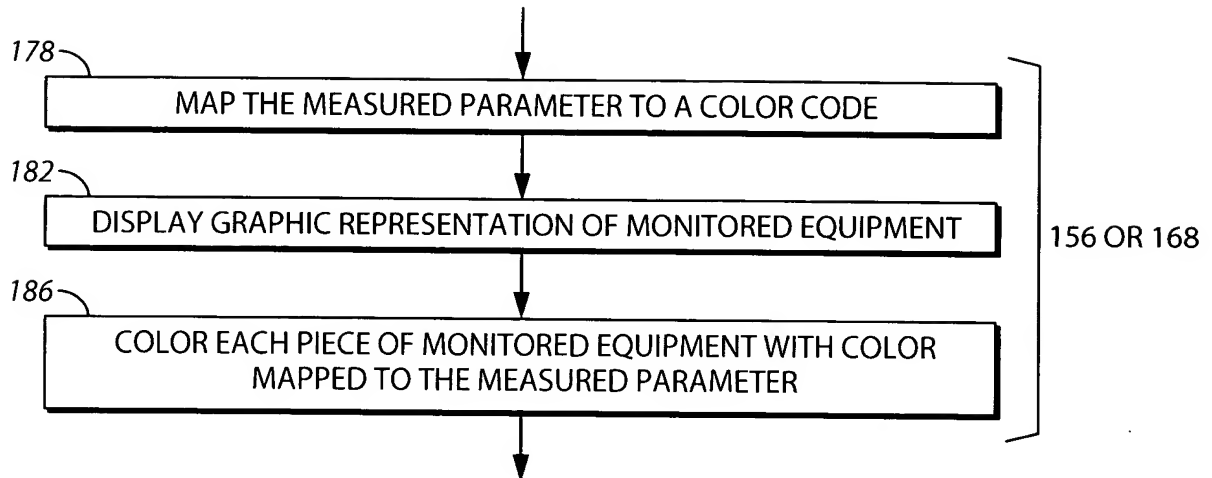 178
MAP THE MEASURED PARAMETER TO A COLOR CODE
182
DISPLAY GRAPHIC REPRESENTATION OF MONITORED EQUIPMENT
156 OR 168
186
COLOR EACH PIECE OF MONITORED EQUIPMENT WITH COLOR
MAPPED TO THE MEASURED PARAMETER